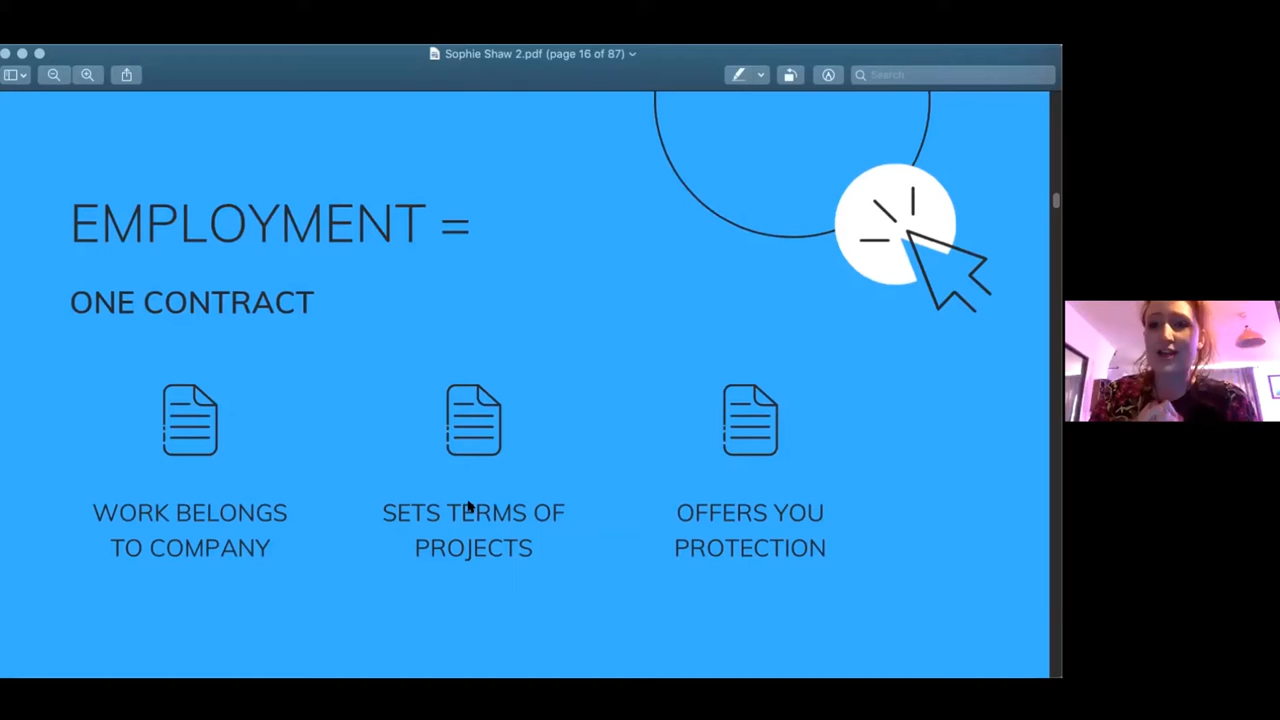 Sophie Shaw 2.pdf (page 16 of 87)
Search
EMPLOYMENT =
ONE CONTRACT
WORK BELONGS
TO COMPANY
SETS TERMS OF
PROJECTS
OFFERS YOU
PROTECTION